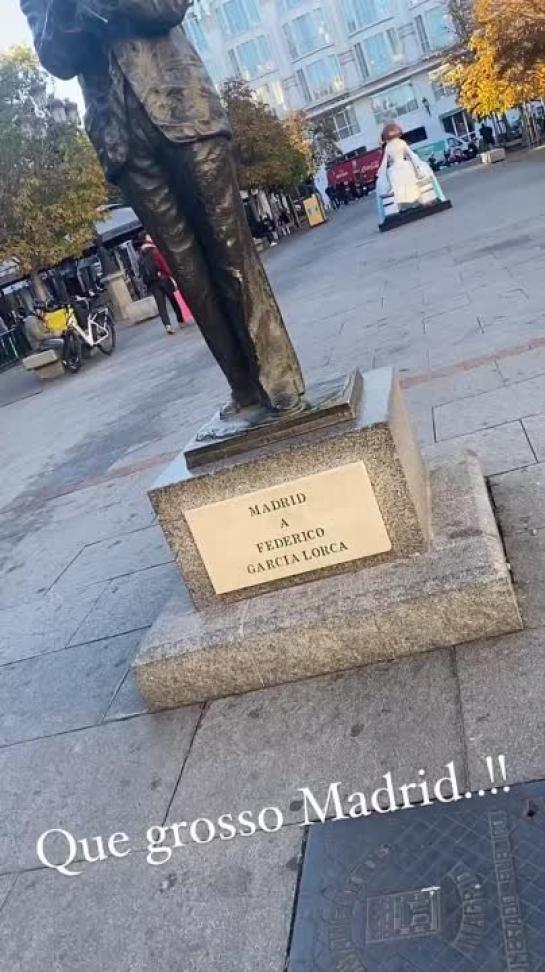 MADRID
A
FEDERICO
GARCIA LORCA
Que grosso Madrid..!!